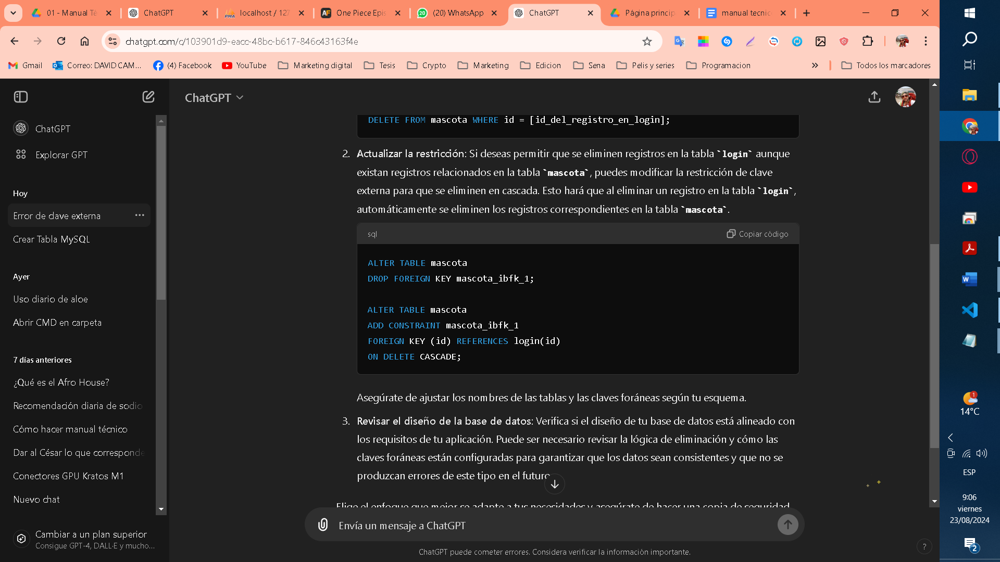 01 - Manual Té
ChatGPT
localhost / 127
One Piece Epis
(20) WhatsApp
ChatGPT
Página princip
manual tecnic
chatgpt.com/c/103901d9-eacc-48bc-b617-846c43163f4e
Gmail
Correo: DAVID CAM...
(4) Facebook
YouTube
Marketing digital
Tesis
Crypto
Marketing
Edicion
Sena
Pelis y series
Programacion
Todos los marcadores
ChatGPT
Explorar GPT
Hoy
Error de clave externa
Crear Tabla MySQL
Ayer
Uso diario de aloe
Abrir CMD en carpeta
7 días anteriores
¿Qué es el Afro House?
Recomendación diaria de sodio
Cómo hacer manual técnico
Dar al César lo que corresponde
Conectores GPU Kratos M1
Nuevo chat
Cambiar a un plan superior
Consigue GPT-4, DALL·E y mucho...
ChatGPT
DELETE FROM mascota WHERE id = [id_del_registro_en_login];
2. Actualizar la restricción: Si deseas permitir que se eliminen registros en la tabla `login` aunque
existan registros relacionados en la tabla `mascota`, puedes modificar la restricción de clave
externa para que se eliminen en cascada. Esto hará que al eliminar un registro en la tabla `login`,
automáticamente se eliminen los registros correspondientes en la tabla `mascota`.
sql
Copiar código
ALTER TABLE mascota
DROP FOREIGN KEY mascota_ibfk_1;
ALTER TABLE mascota
ADD CONSTRAINT mascota_ibfk_1
FOREIGN KEY (id) REFERENCES login(id)
ON DELETE CASCADE;
Asegúrate de ajustar los nombres de las tablas y las claves foráneas según tu esquema.
3. Revisar el diseño de la base de datos: Verifica si el diseño de tu base de datos está alineado con
los requisitos de tu aplicación. Puede ser necesario revisar la lógica de eliminación y cómo las
claves foráneas están configuradas para garantizar que los datos sean consistentes y que no se
produzcan errores de este tipo en el futuro
Elige el enfoque que mejor se adapte a tus necesidades y asegúrate de hacer una copia de seguridad
Envía un mensaje a ChatGPT
ChatGPT puede cometer errores. Considera verificar la información importante.
?
1
14°C
ESP
9:06
viernes
23/08/2024
2